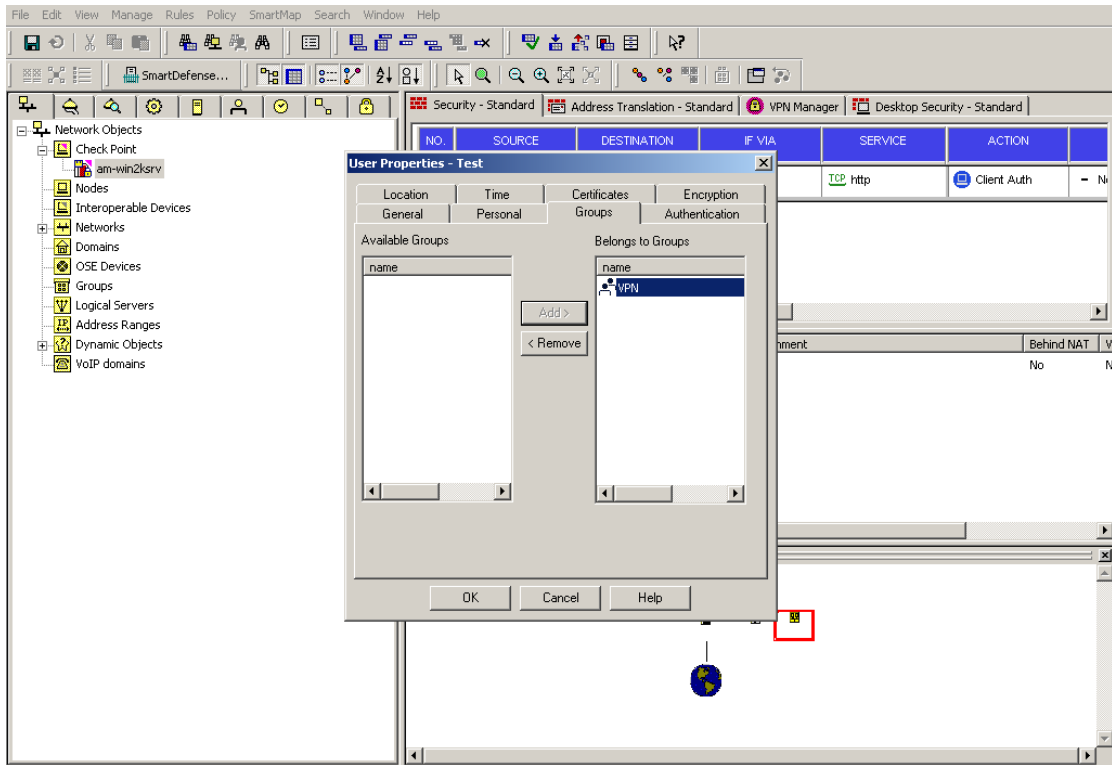 File Edit View Manage Rules Policy SmartMap Search Window Help
SmartDefense...
Security - Standard Address Translation - Standard VPN Manager Desktop Security - Standard
Network Objects
Check Point
am-win2ksrv
Nodes
Interoperable Devices
Networks
Domains
OSE Devices
Groups
Logical Servers
IP Address Ranges
Dynamic Objects
VoIP domains
NO. SOURCE DESTINATION IF VIA SERVICE ACTION
TCP http Client Auth
User Properties - Test
Location Time Certificates Encryption
General Personal Groups Authentication
Available Groups Belongs to Groups
name name
VPN
Add >
< Remove
OK Cancel Help
Behind NAT
No